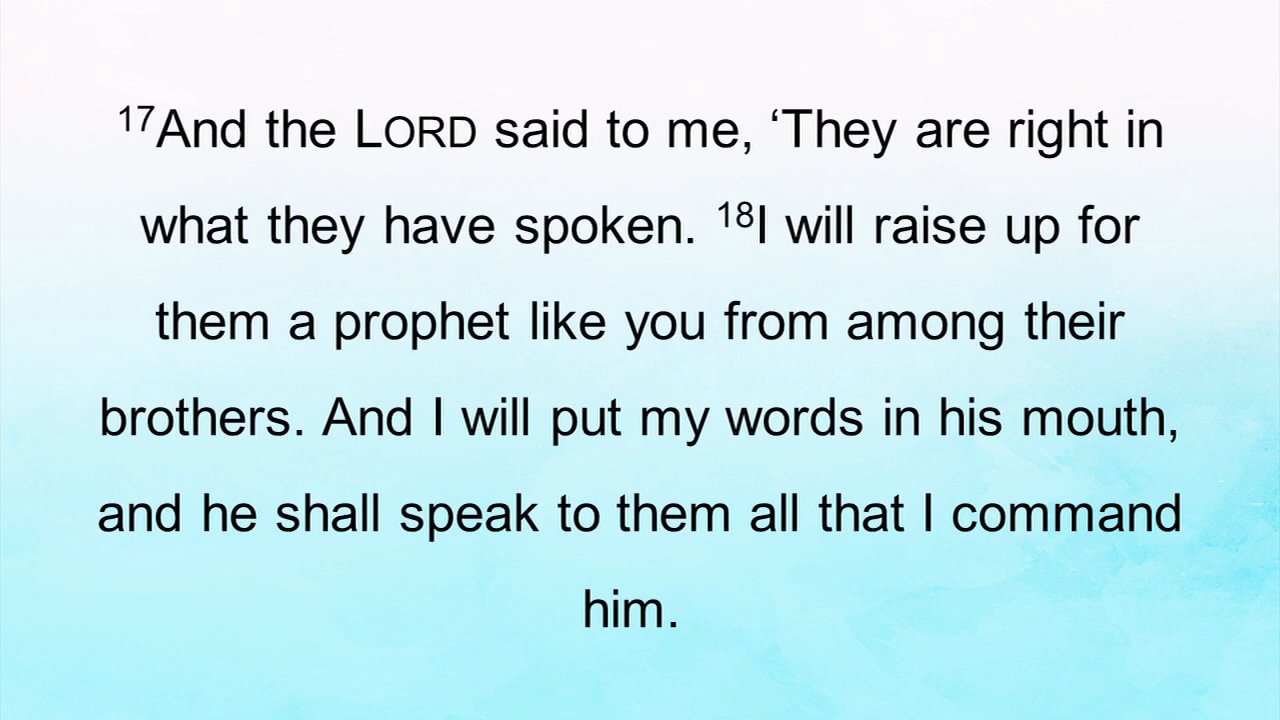 17And the LORD said to me, ‘They are right in
what they have spoken. 18I will raise up for
them a prophet like you from among their
brothers. And I will put my words in his mouth,
and he shall speak to them all that I command
him.